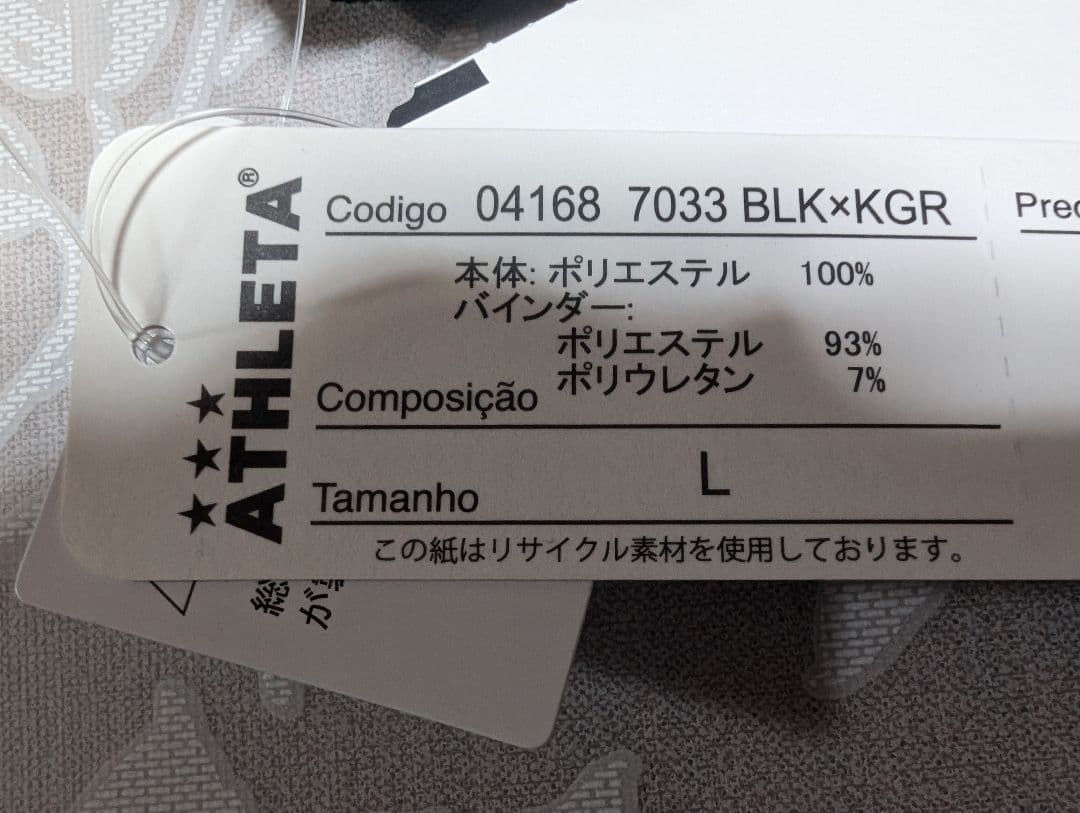 ATHLETA®
Codigo 04168 7033 BLK×KGR
本体: ポリエステル 100%
バインダー:
ポリエステル 93%
ポリウレタン 7%
Composição
Tamanho L
この紙はリサイクル素材を使用しております。